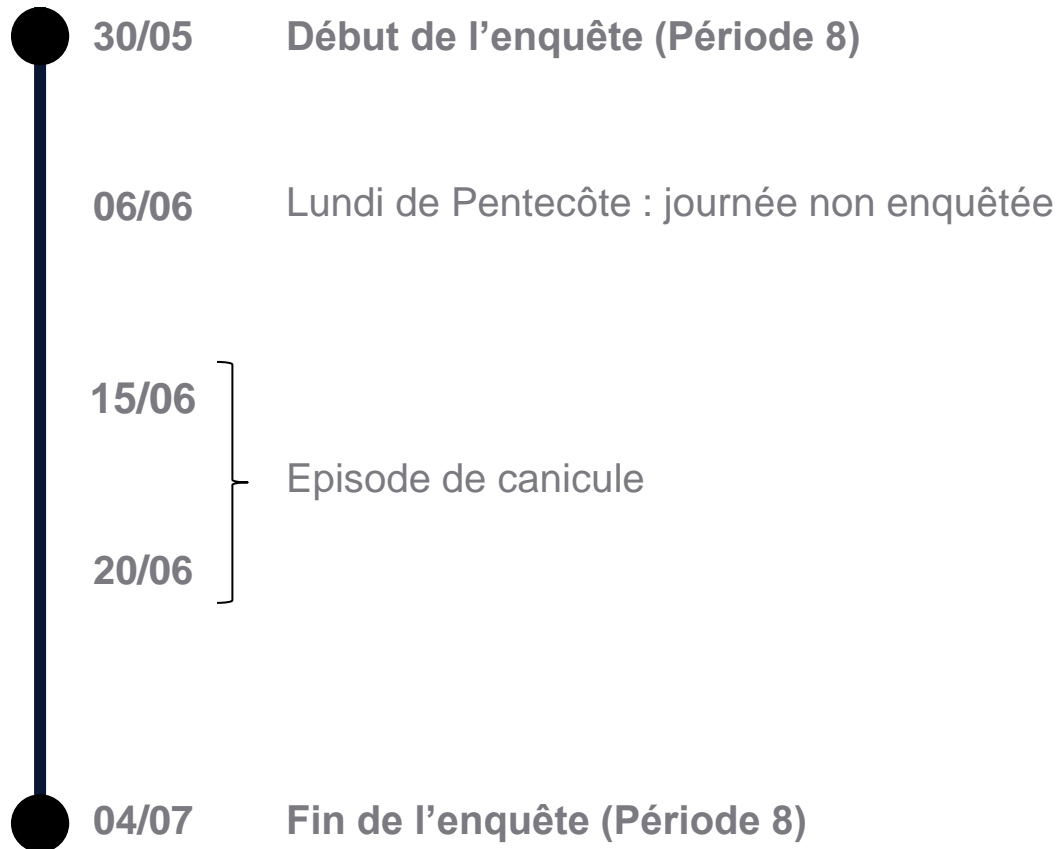 30/05 Début de l’enquête (Période 8)
06/06 Lundi de Pentecôte : journée non enquêtée
15/06
Episode de canicule
20/06
04/07 Fin de l’enquête (Période 8)